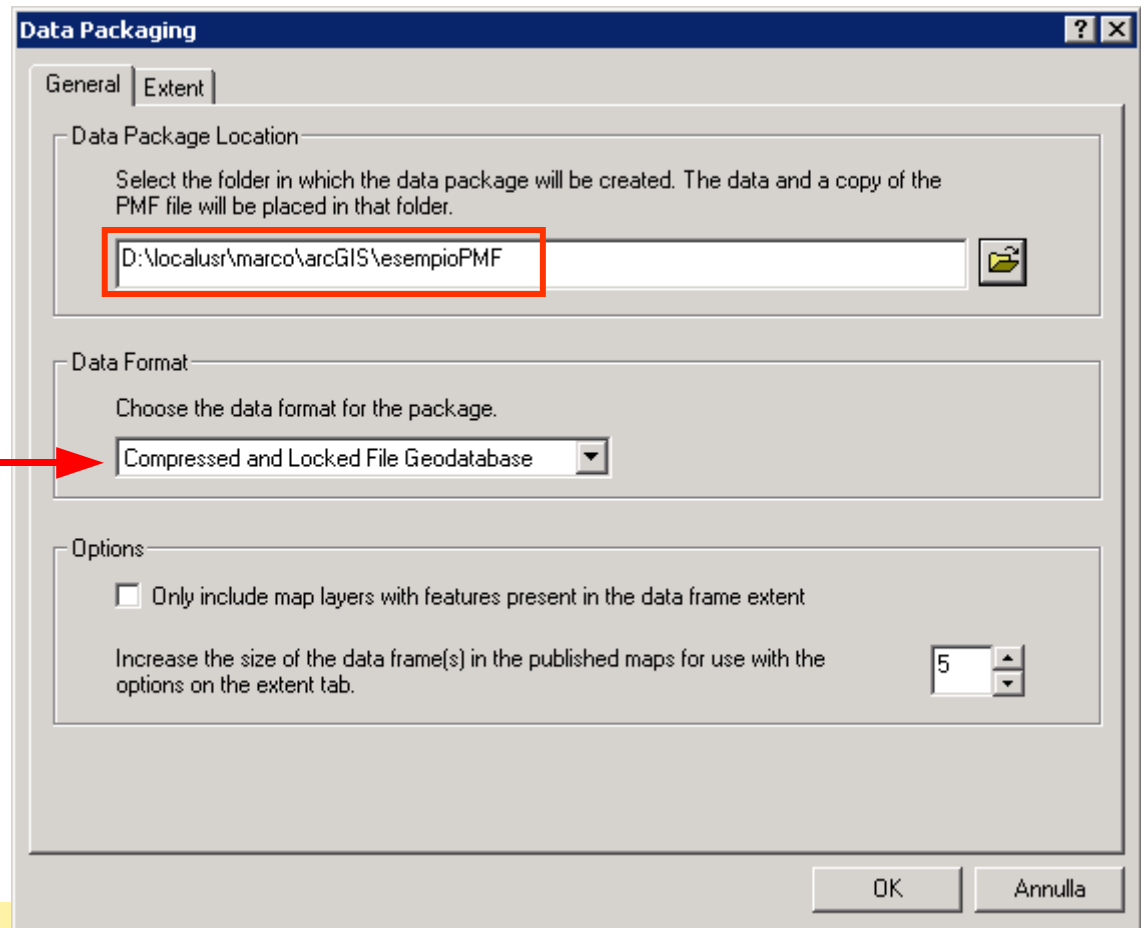 Data Packaging
General Extent
Data Package Location
Select the folder in which the data package will be created. The data and a copy of the
PMF file will be placed in that folder.
D:\localusr\marco\arcGIS\esempioPMF
Data Format
Choose the data format for the package.
Compressed and Locked File Geodatabase
Options
Only include map layers with features present in the data frame extent
Increase the size of the data frame(s) in the published maps for use with the
options on the extent tab.
5
OK Annulla